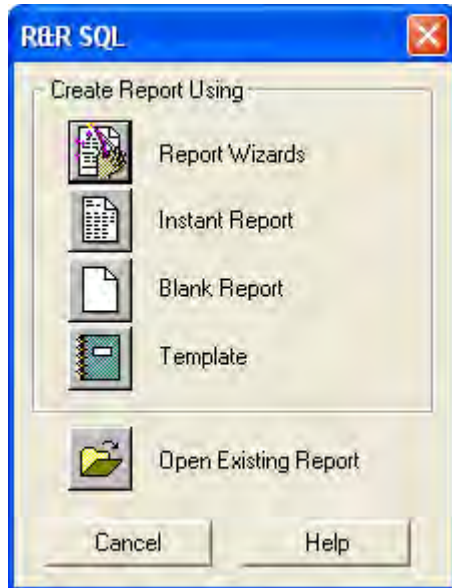 R&R SQL
Create Report Using
Report Wizards
Instant Report
Blank Report
Template
Open Existing Report
Cancel
Help